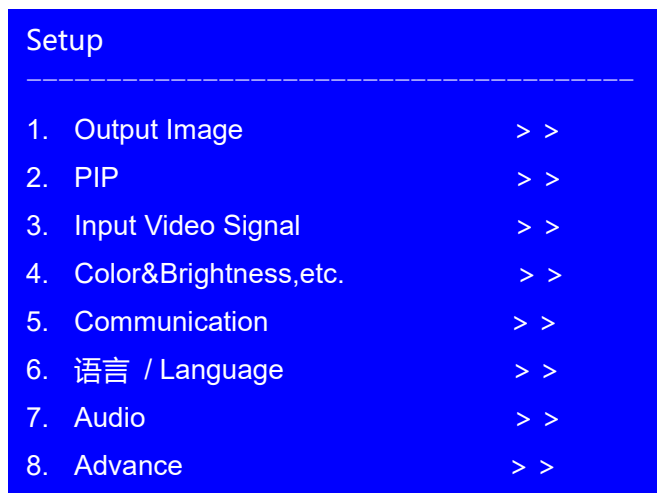 Setup
--------------------------------------
1. Output Image > >
2. PIP > >
3. Input Video Signal > >
4. Color&Brightness,etc. > >
5. Communication > >
6. 语言 / Language > >
7. Audio > >
8. Advance > >